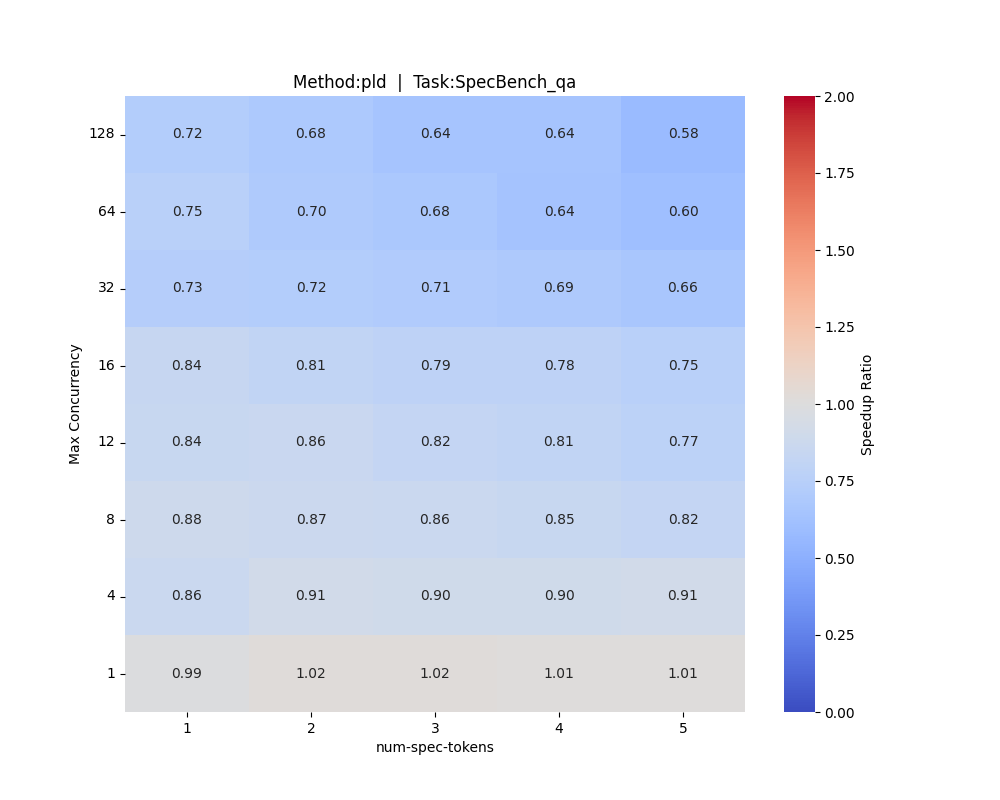 Method:pld | Task:SpecBench_qa
128 0.72 0.68 0.64 0.64 0.58
64 0.75 0.70 0.68 0.64 0.60
32 0.73 0.72 0.71 0.69 0.66
16 0.84 0.81 0.79 0.78 0.75
12 0.84 0.86 0.82 0.81 0.77
8 0.88 0.87 0.86 0.85 0.82
4 0.86 0.91 0.90 0.90 0.91
1 0.99 1.02 1.02 1.01 1.01
1 2 3 4 5
num-spec-tokens
Max Concurrency
2.00
1.75
1.50
1.25
1.00
0.75
0.50
0.25
0.00
Speedup Ratio